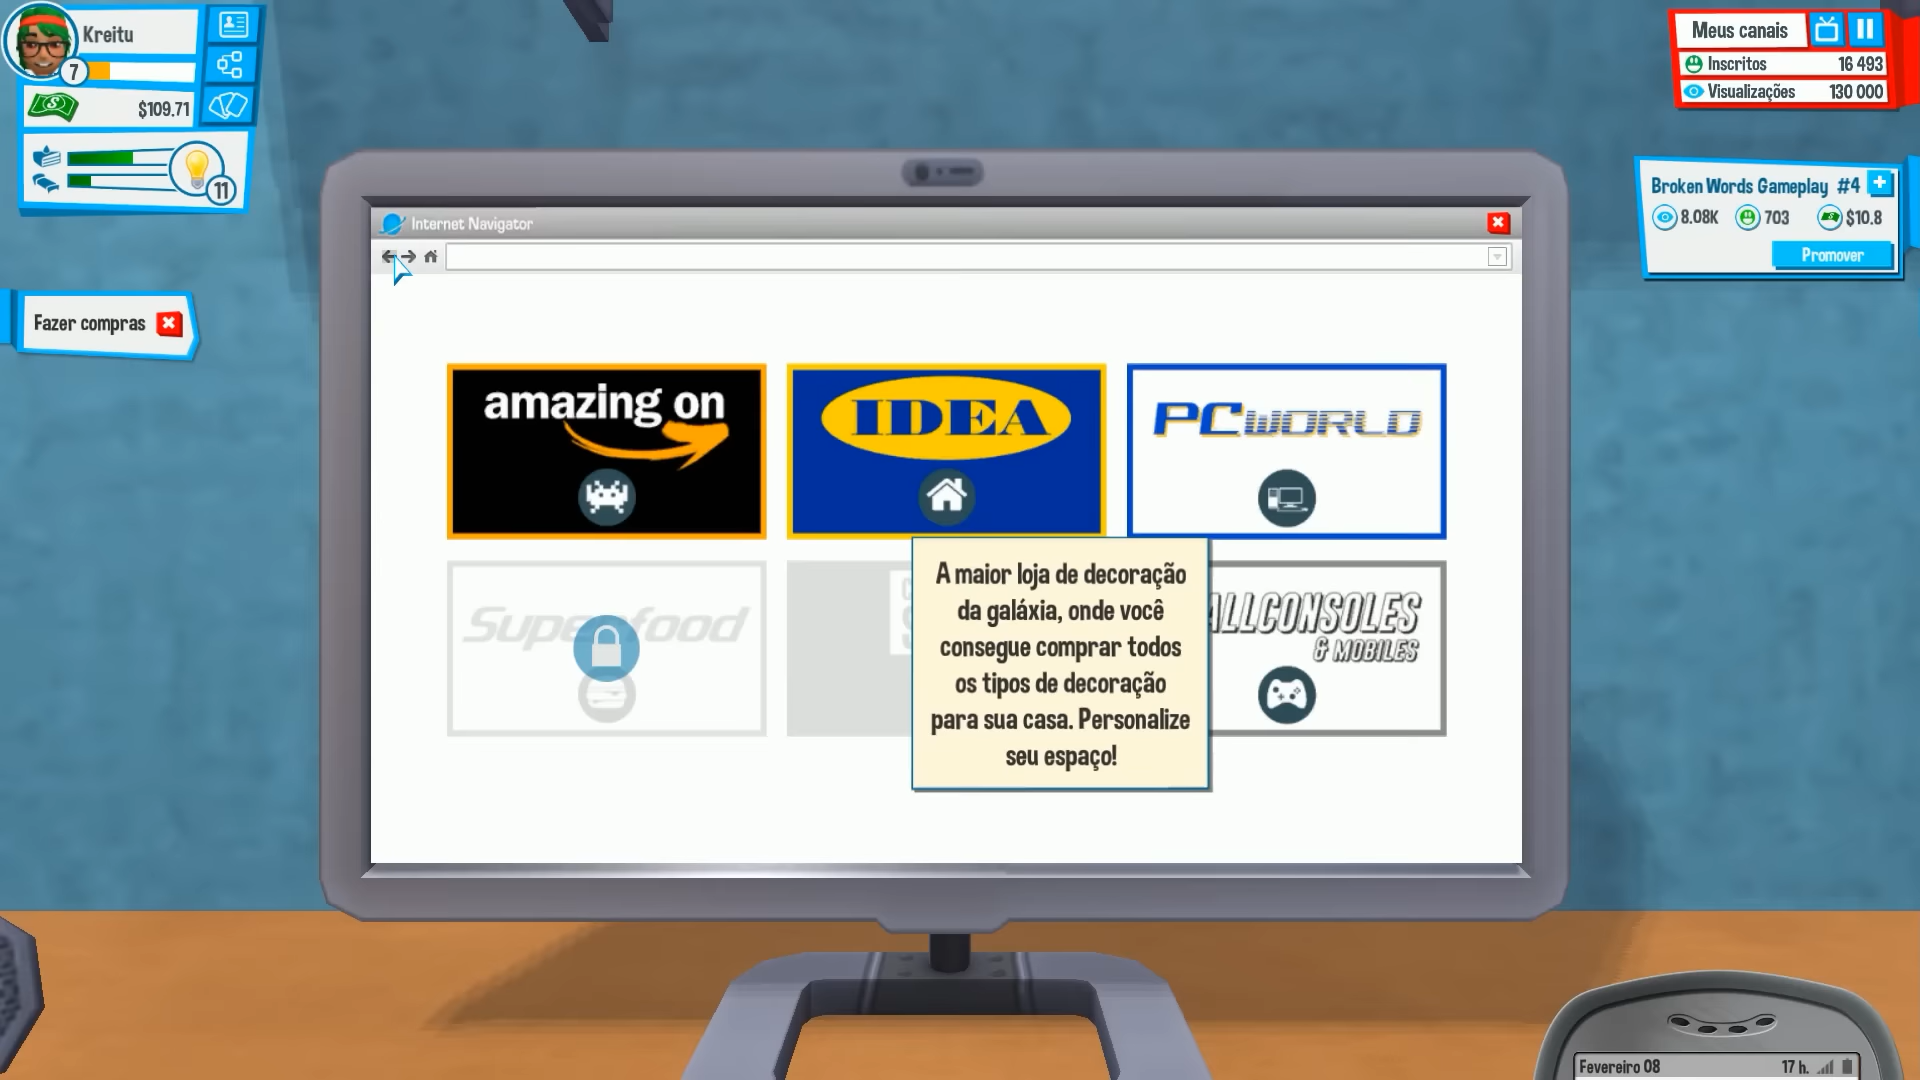 Kreitu
7
$109.71
11
Meus canais
Inscritos 16 493
Visualizações 130 000
Broken Words Gameplay #4
8.08K 703 $10.8
Promover
Fazer compras
Internet Navigator
amazing on
IDEA
PCWORLD
Superfood
ALLCONSOLES
& MOBILES
A maior loja de decoração
da galáxia, onde você
consegue comprar todos
os tipos de decoração
para sua casa. Personalize
seu espaço!
Fevereiro 08 17 h.